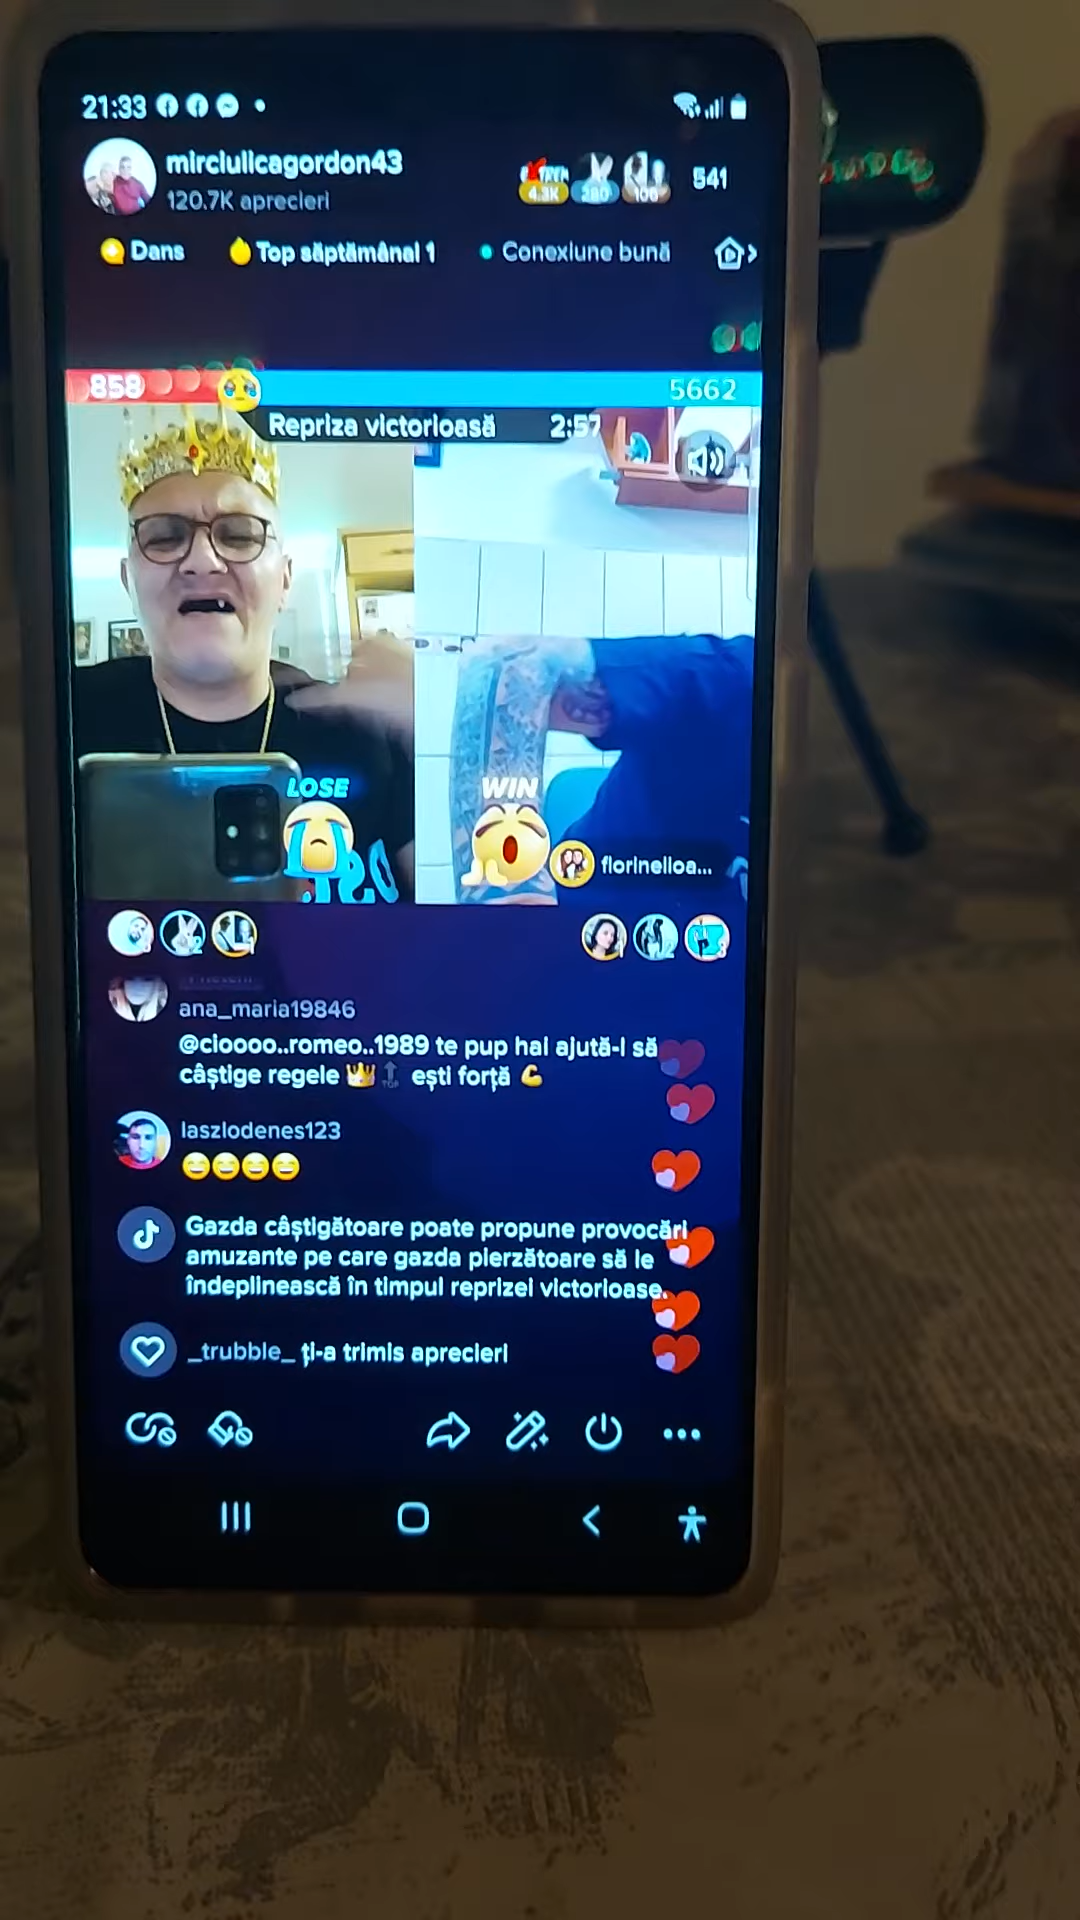 21:33
mirciulicagordon43
120.7K aprecieri
4.3K
280
106
541
Dans
Top săptămânal 1
Conexiune bună
858
5662
Repriza victorioasă
2:57
LOSE
WIN
florinelioa...
ana_maria19846
@cioooo..romeo..1989 te pup hai ajută-l să
câștige regele 👑🔝 ești forță 💪
laszlodenes123
😄😄😄😄
Gazda câștigătoare poate propune provocări
amuzante pe care gazda pierzătoare să le
îndeplinească în timpul reprizei victorioase.
_trubble_ ți-a trimis aprecieri